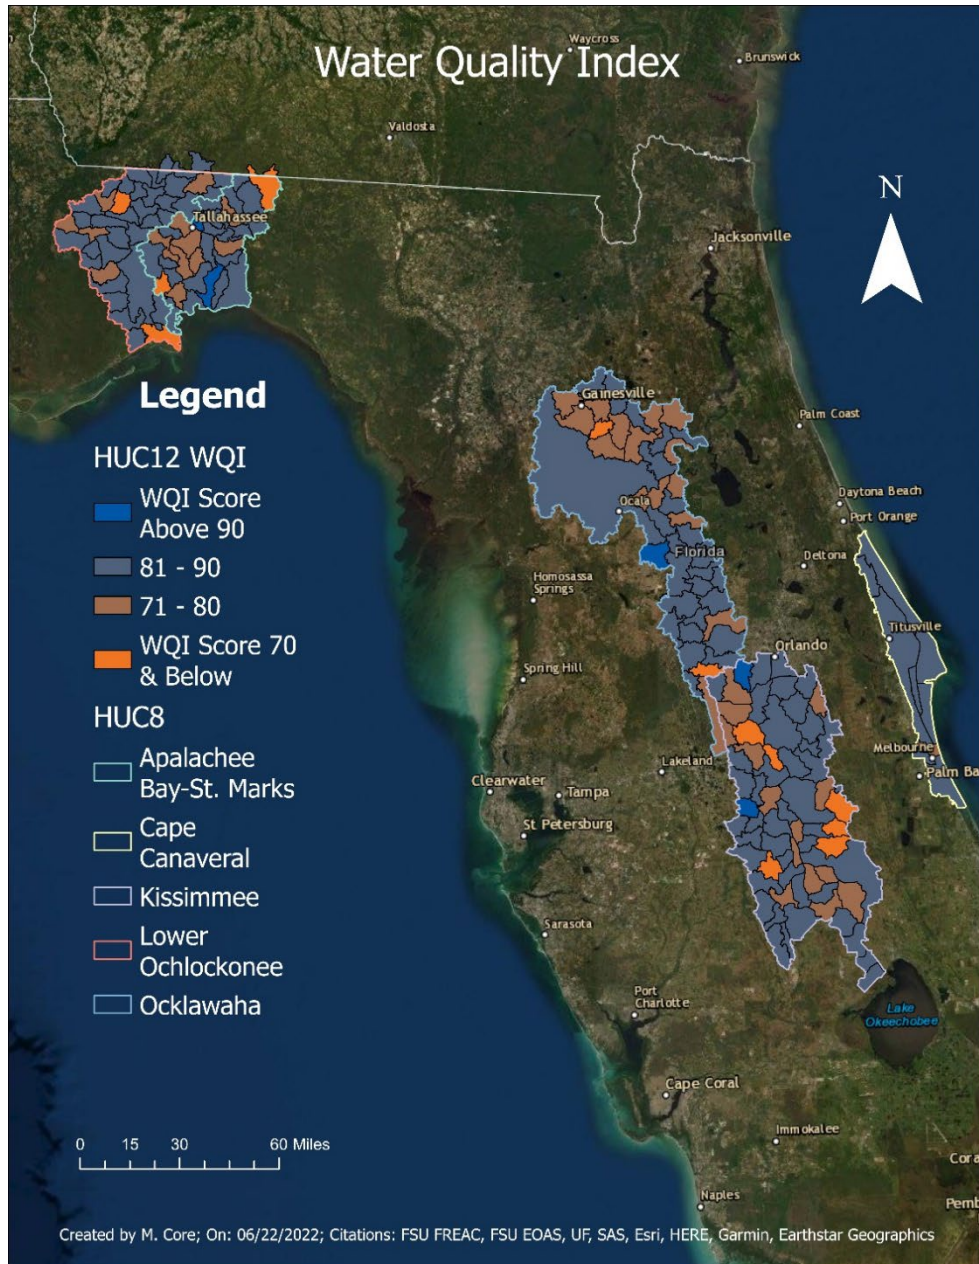 Waycross
Water Quality Index
Brunswick
Valdosta
N
Tallahassee
Jacksonville
Legend
HUC12 WQI
WQI Score
Above 90
81 - 90
71 - 80
WQI Score 70
& Below
HUC8
Apalachee
Bay-St. Marks
Cape
Canaveral
Kissimmee
Lower
Ochlockonee
Ocklawaha
Gainesville
Palm Coast
Ocala
Daytona Beach
Port Orange
Florida
Deltona
Homosassa
Springs
Titusville
Orlando
Spring Hill
Melbourne
Lakeland
Palm Ba
Clearwater
Tampa
St Petersburg
Sarasota
Port
Charlotte
Lake
Okeechobee
Cape Coral
0 15 30 60 Miles
Immokalee
Cora
Naples
Pemb
Created by M. Core; On: 06/22/2022; Citations: FSU FREAC, FSU EOAS, UF, SAS, Esri, HERE, Garmin, Earthstar Geographics